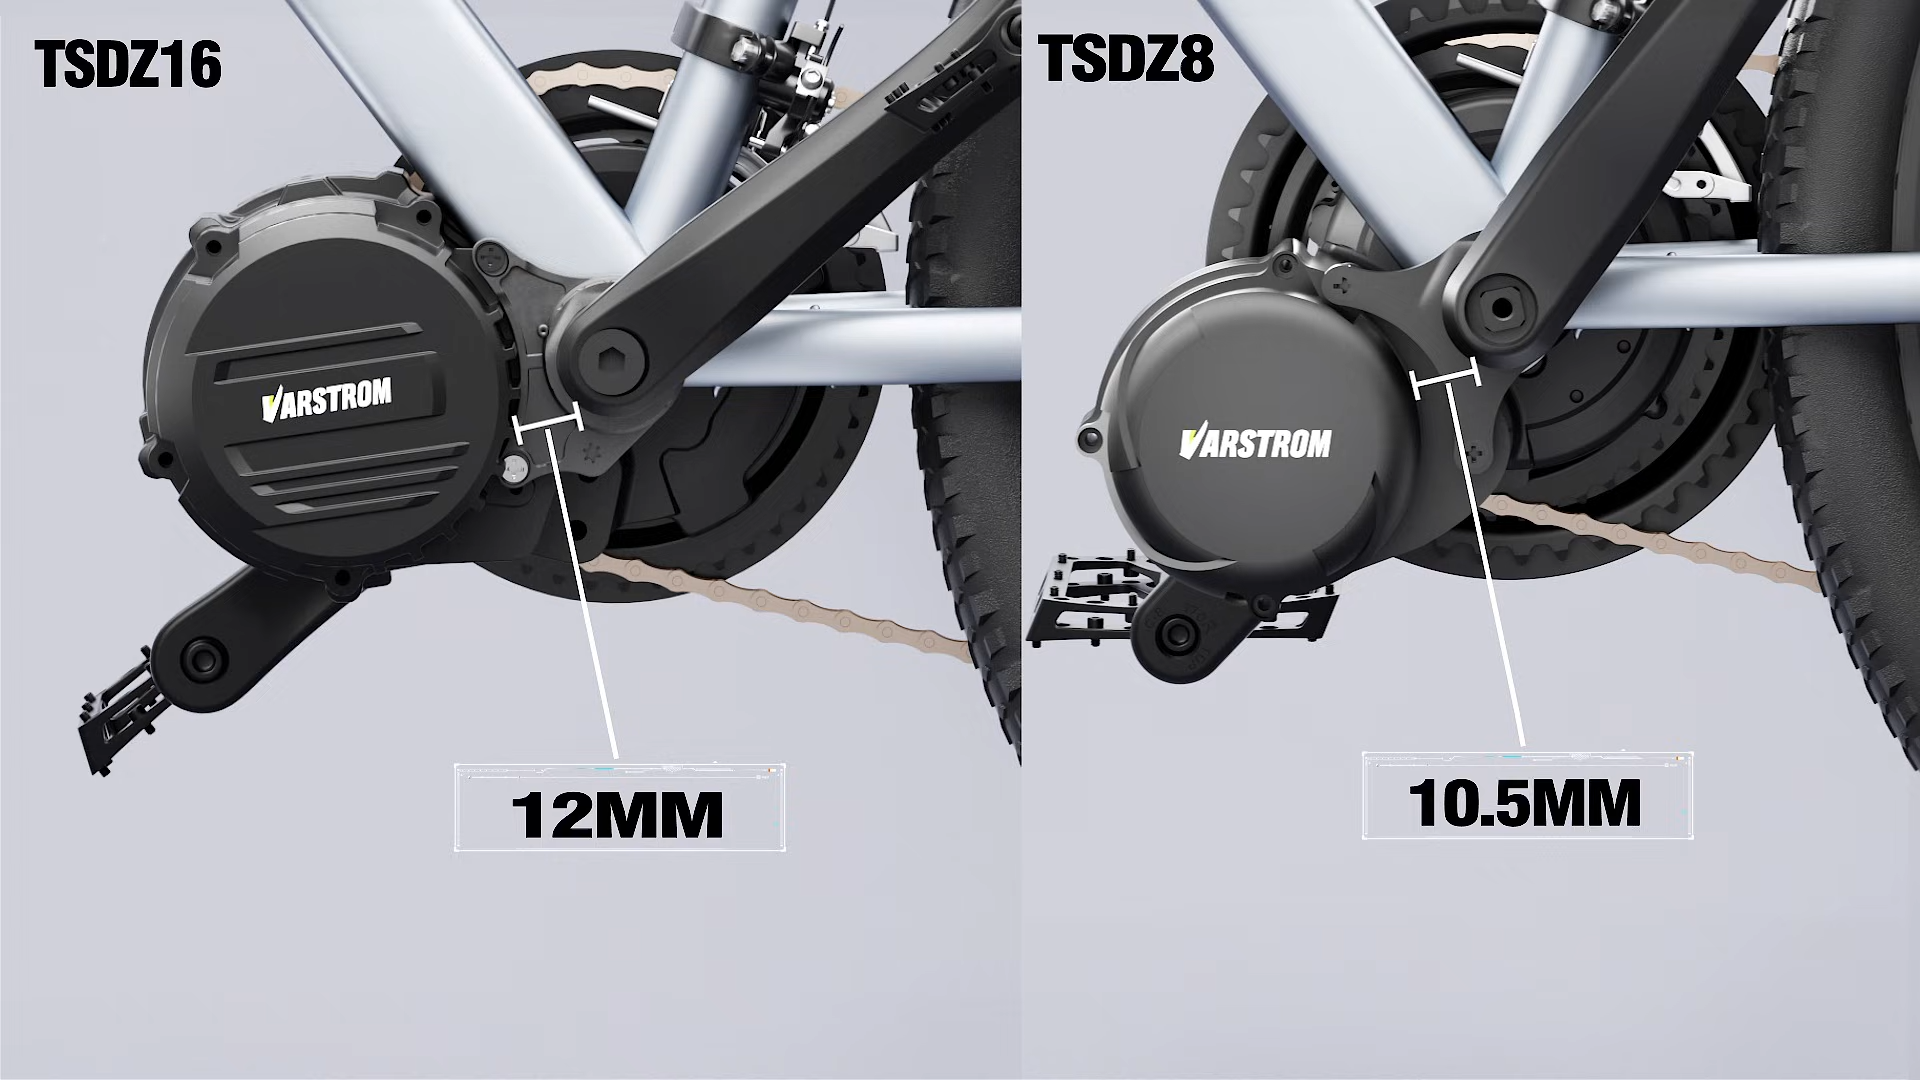 TSDZ16
TSDZ8
VARSTROM
VARSTROM
12MM
10.5MM